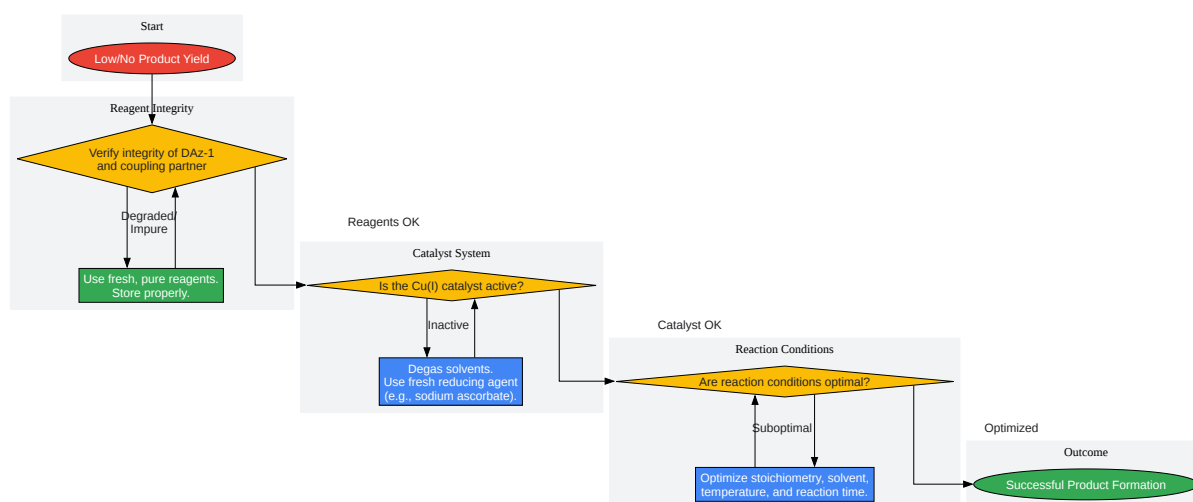 Start
Low/No Product Yield
Reagent Integrity
Verify integrity of DAz-1
and coupling partner
Degraded/
Impure
Use fresh, pure reagents.
Store properly.
Reagents OK
Catalyst System
Is the Cu(I) catalyst active?
Inactive
Degas solvents.
Use fresh reducing agent
(e.g., sodium ascorbate).
Catalyst OK
Reaction Conditions
Are reaction conditions optimal?
Suboptimal
Optimize stoichiometry, solvent,
temperature, and reaction time.
Optimized
Outcome
Successful Product Formation